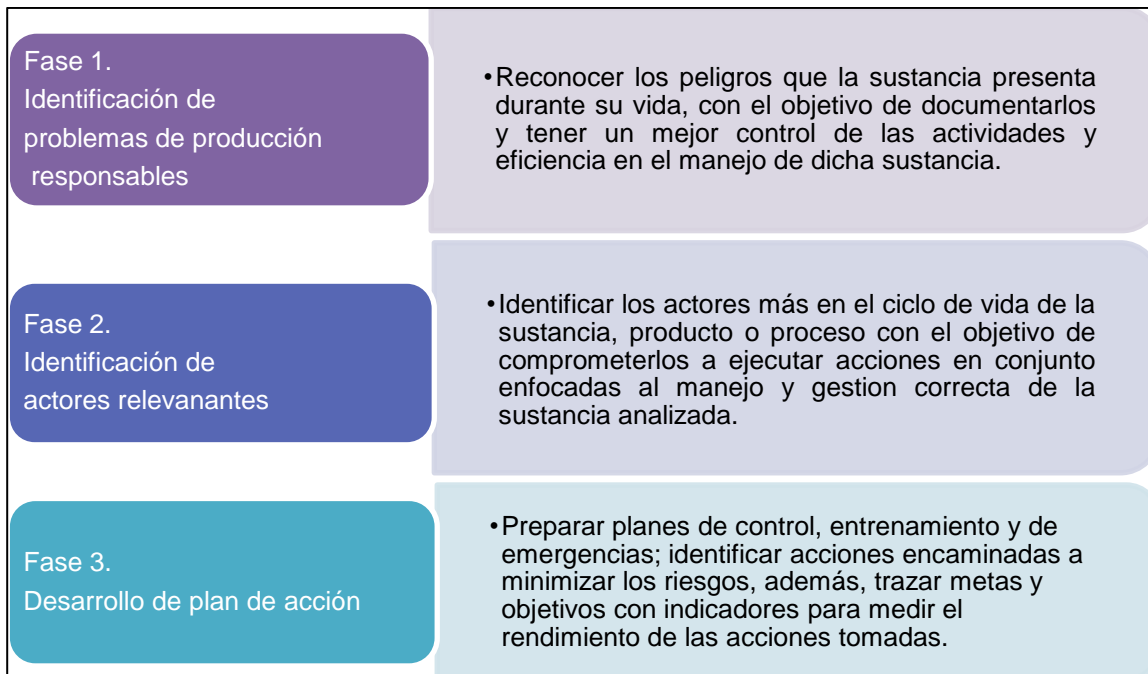 Fase 1.
Identificación de
problemas de producción
responsables
•Reconocer los peligros que la sustancia presenta
durante su vida, con el objetivo de documentarlos
y tener un mejor control de las actividades y
eficiencia en el manejo de dicha sustancia.
Fase 2.
Identificación de
actores relevanantes
•Identificar los actores más en el ciclo de vida de la
sustancia, producto o proceso con el objetivo de
comprometerlos a ejecutar acciones en conjunto
enfocadas al manejo y gestion correcta de la
sustancia analizada.
Fase 3.
Desarrollo de plan de acción
•Preparar planes de control, entrenamiento y de
emergencias; identificar acciones encaminadas a
minimizar los riesgos, además, trazar metas y
objetivos con indicadores para medir el
rendimiento de las acciones tomadas.